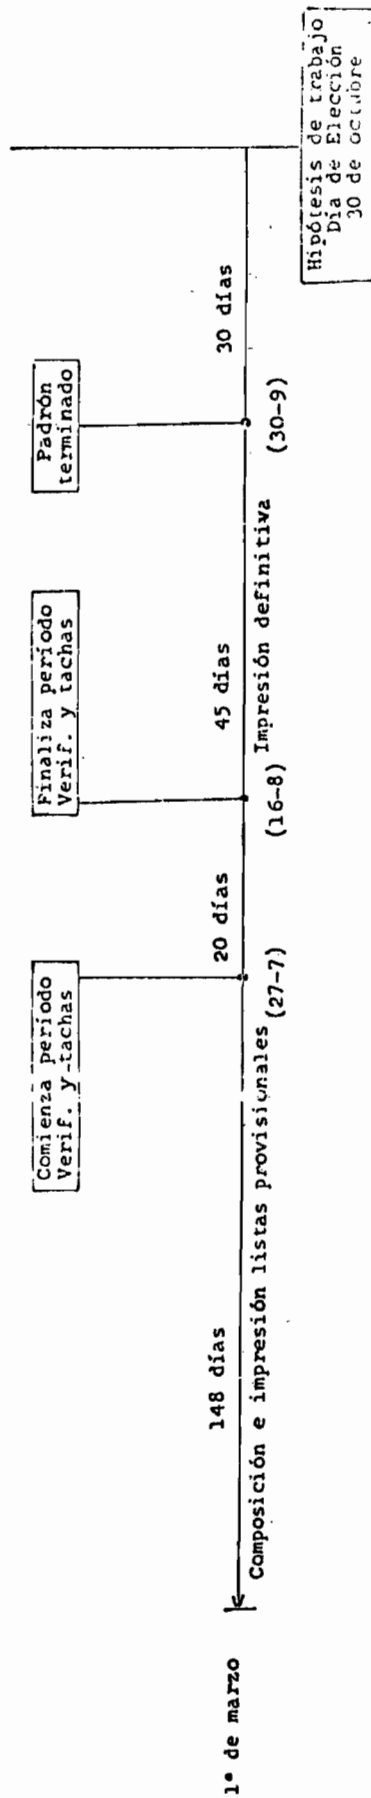 1° de marzo
148 días
Composición e impresión listas provisionales
Comienza período
Verif. y tachas
(27-7)
20 días
Finaliza período
Verif. y tachas
(16-8)
45 días
Impresión definitiva
Padrón
terminado
(30-9)
30 días
Hipótesis de trabajo
Día de Elección
30 de octubre